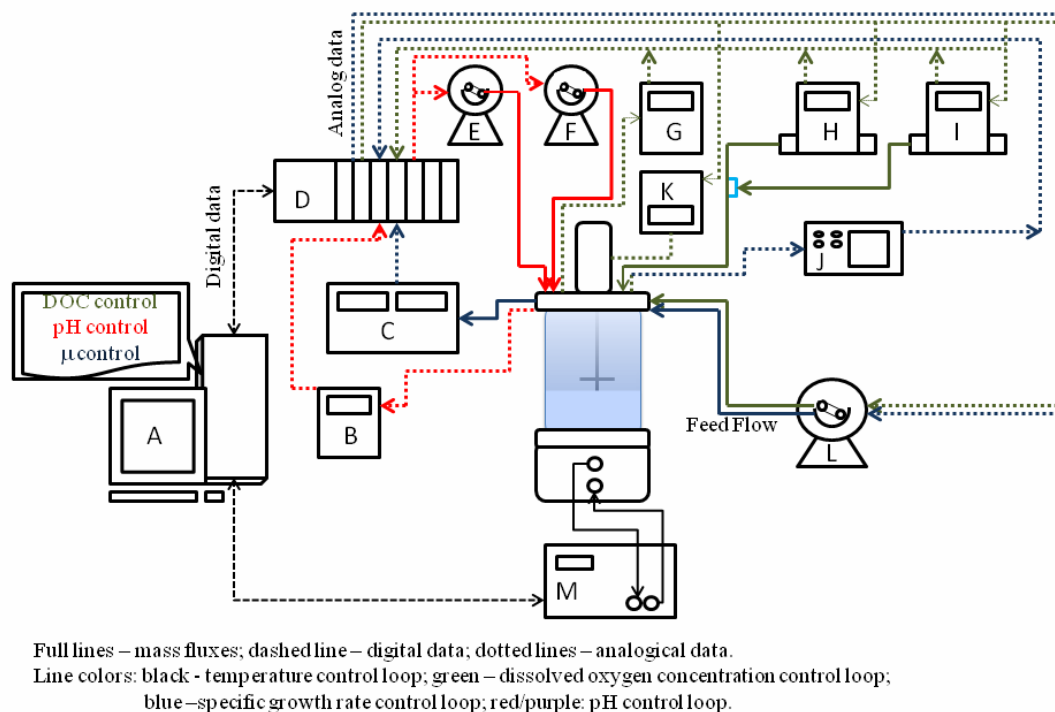 Analog data
E
F
G
H
I
K
D
J
Digital data
DOC control
pH control
μ control
C
A
B
Feed Flow
L
M
Full lines – mass fluxes; dashed line – digital data; dotted lines – analogical data.
Line colors: black - temperature control loop; green – dissolved oxygen concentration control loop;
blue –specific growth rate control loop; red/purple: pH control loop.